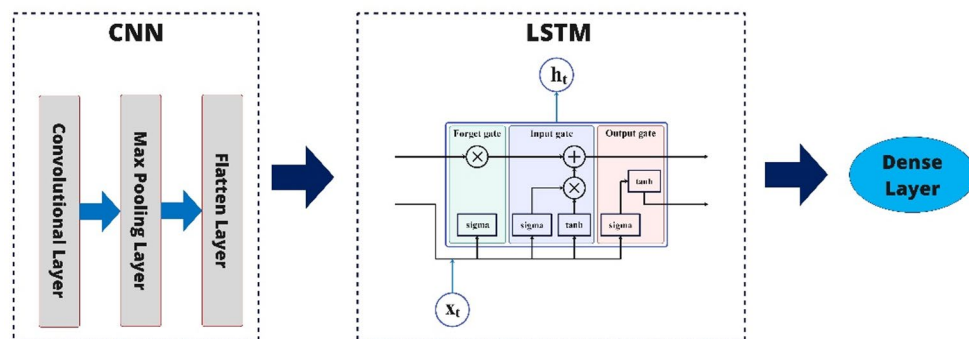 CNN
Convolutional Layer
Max Pooling Layer
Flatten Layer
LSTM
h_t
Forget gate
Input gate
Output gate
×
+
×
tanh
sigma
sigma
tanh
sigma
x_t
Dense
Layer